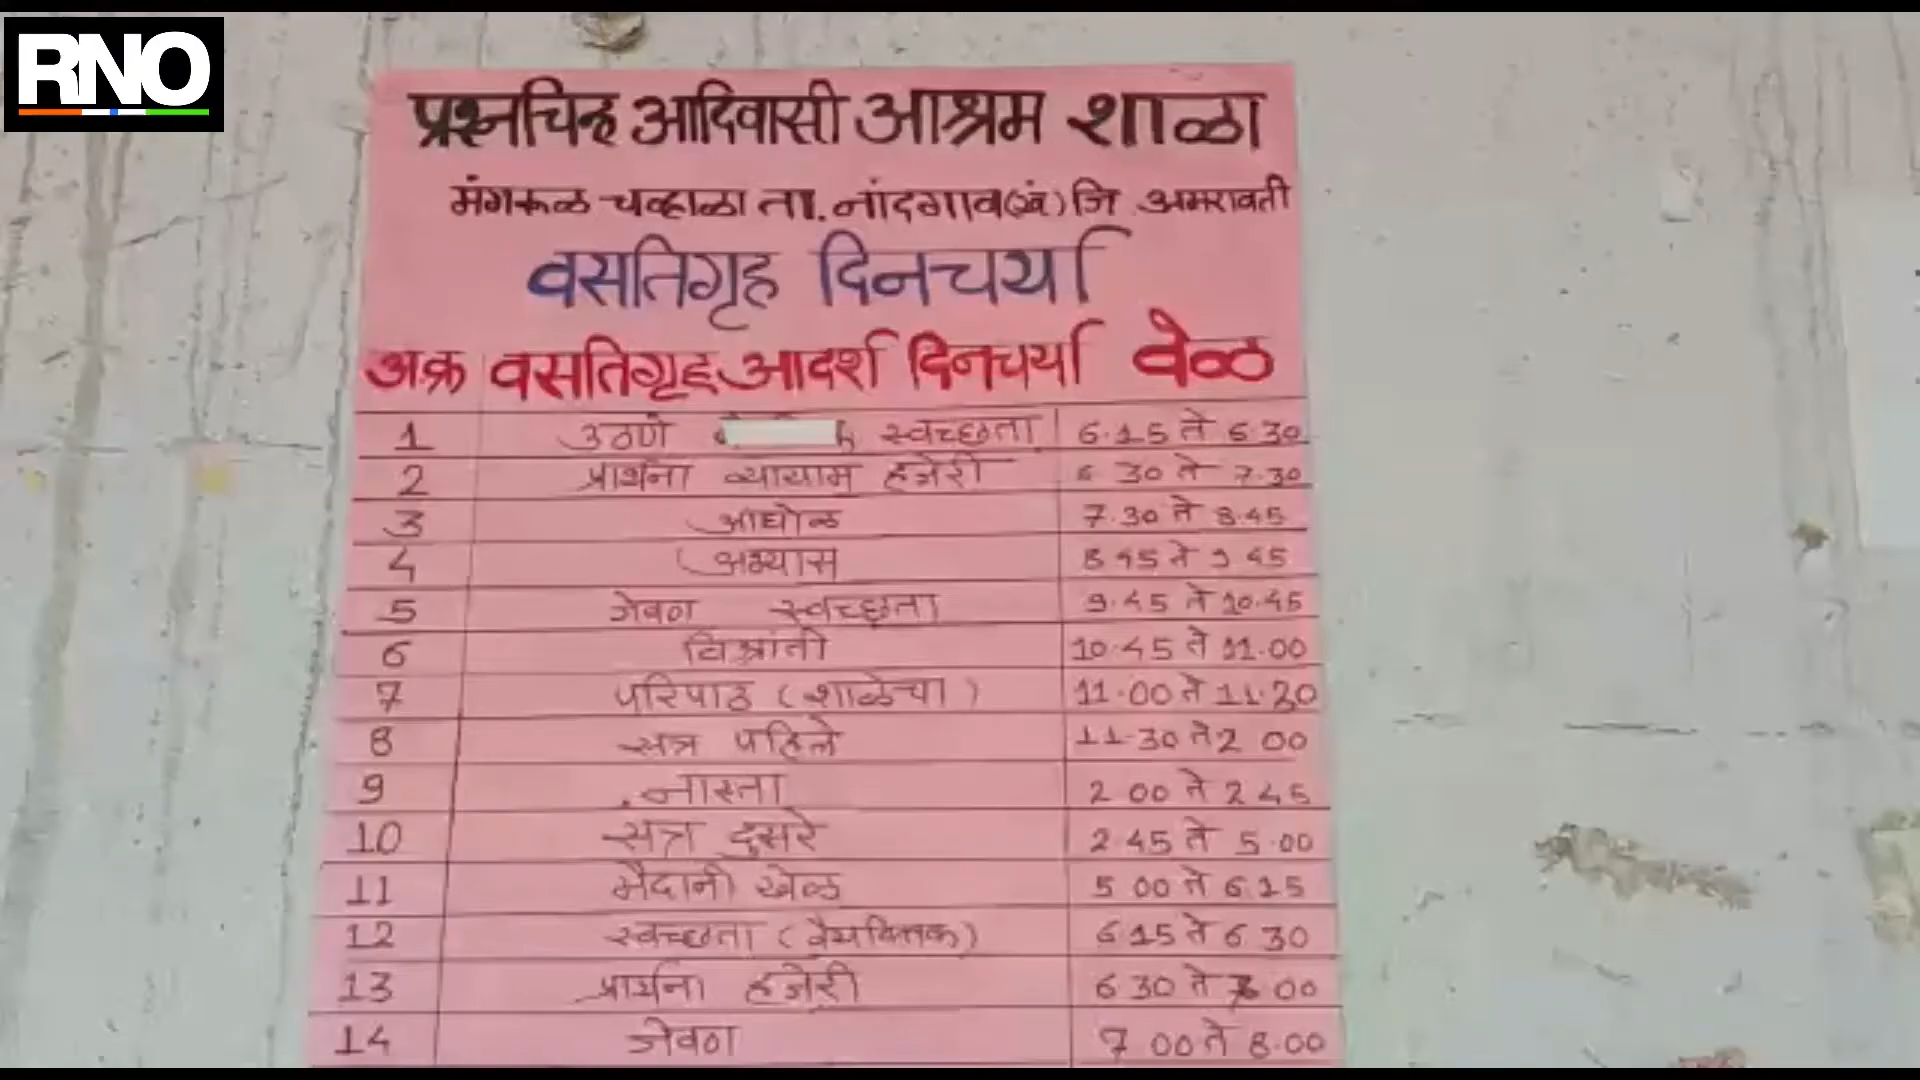 RNO
प्रश्नचिन्ह आदिवासी आश्रम शाळा
मंगरूळ चव्हाळा ता. नांदगाव(खं) जि. अमरावती
वसतिगृह दिनचर्या
अ.क्र वसतिगृह आदर्श दिनचर्या वेळ
1 उठणे स्वच्छता 6.15 ते 6.30
2 प्रार्थना व्यायाम हजेरी 6 30 ते 7.30
3 आंघोळ 7.30 ते 8.45
4 अभ्यास 8 45 ते 9 45
5 जेवण स्वच्छता 9.45 ते 10.45
6 विश्रांती 10.45 ते 11.00
7 परिपाठ (शाळेचा) 11.00 ते 11.30
8 सत्र पहिले 11.30 ते 2 00
9 नास्ता 2 00 ते 2 45
10 सत्र दुसरे 2.45 ते 5.00
11 मैदानी खेळ 5 00 ते 6.15
12 स्वच्छता (वैयक्तिक) 6 15 ते 6 30
13 प्रार्थना हजेरी 6 30 ते 7 00
14 जेवण 7 00 ते 8.00